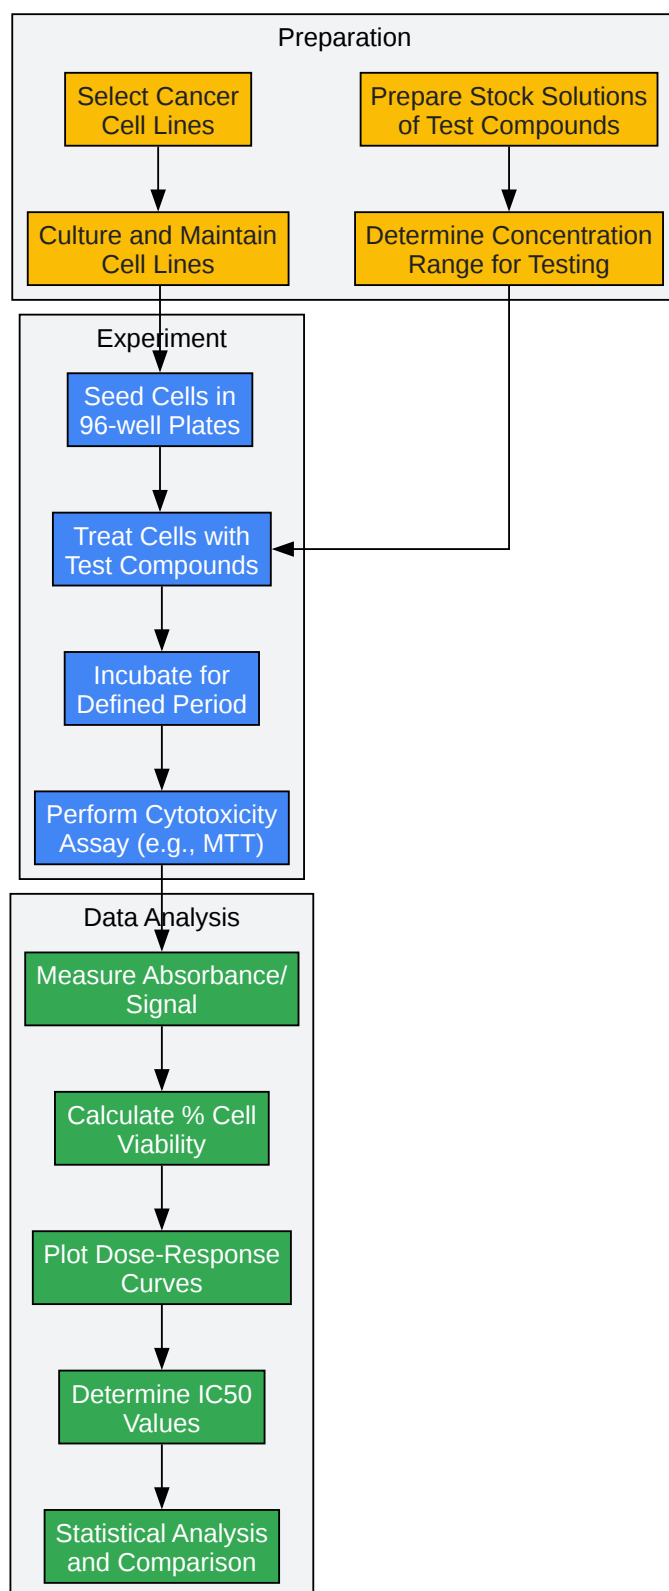 Preparation
Select Cancer
Cell Lines
Prepare Stock Solutions
of Test Compounds
Culture and Maintain
Cell Lines
Determine Concentration
Range for Testing
Experiment
Seed Cells in
96-well Plates
Treat Cells with
Test Compounds
Incubate for
Defined Period
Perform Cytotoxicity
Assay (e.g., MTT)
Data Analysis
Measure Absorbance/
Signal
Calculate % Cell
Viability
Plot Dose-Response
Curves
Determine IC50
Values
Statistical Analysis
and Comparison